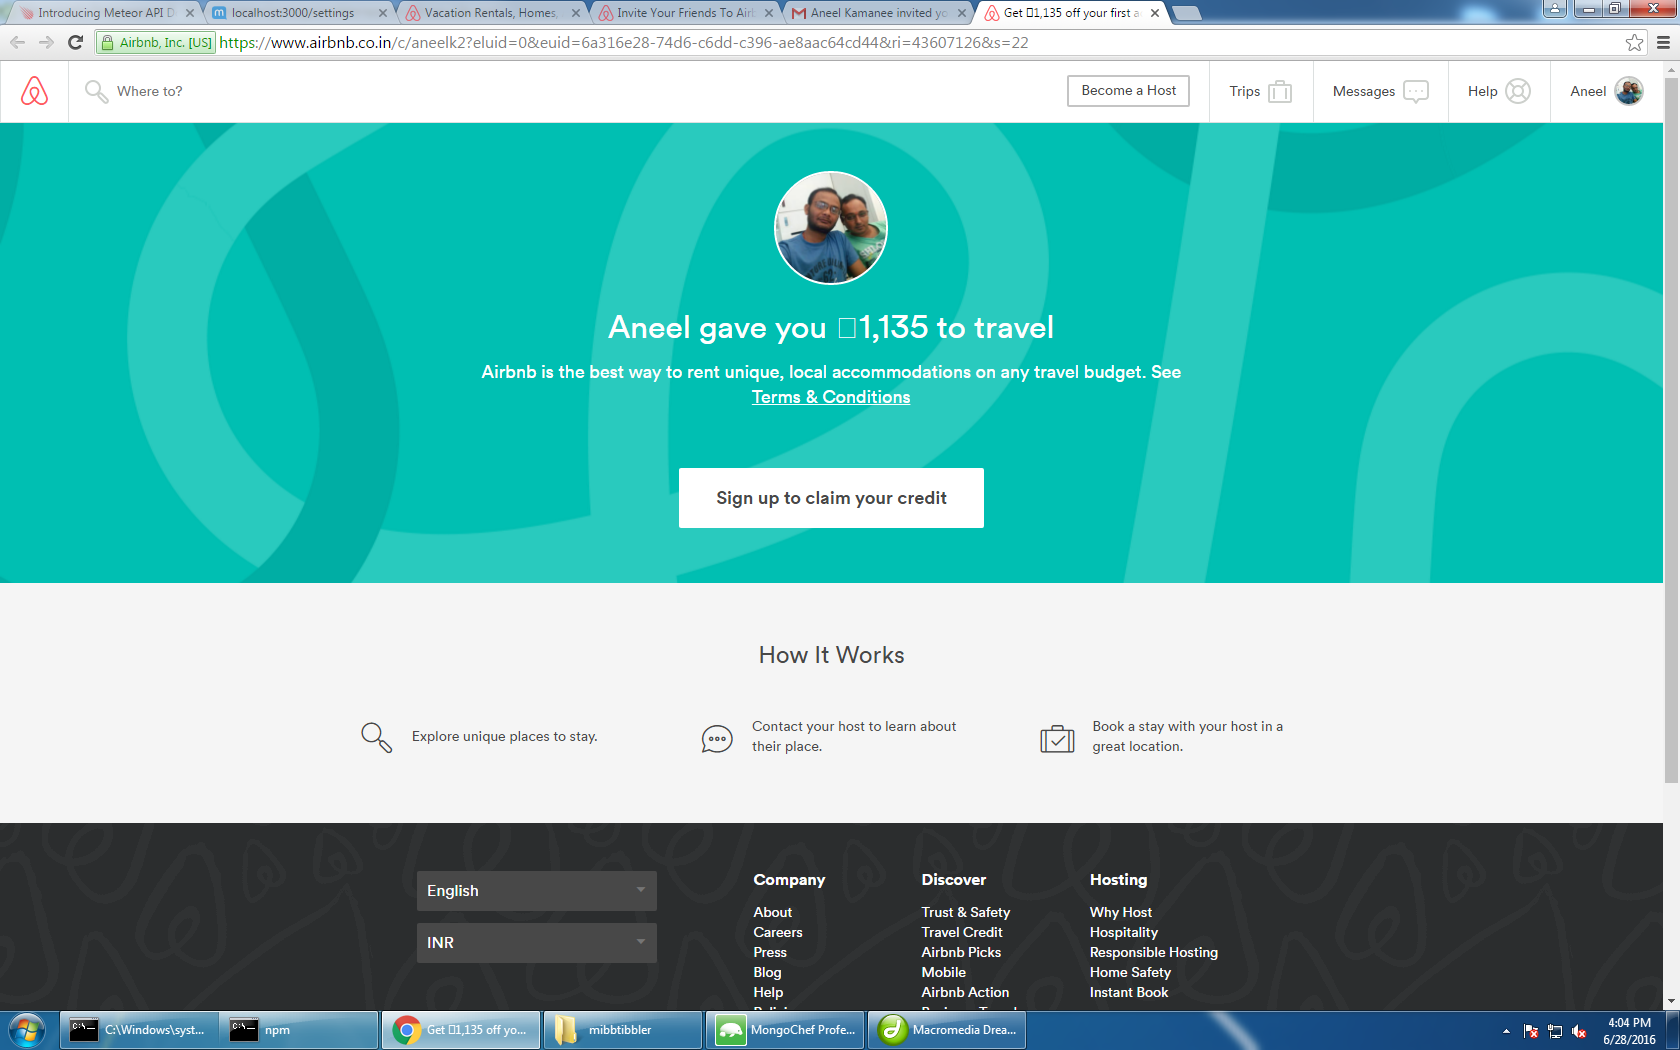 Introducing Meteor API D
localhost:3000/settings
Vacation Rentals, Homes,
Invite Your Friends To Airb
Aneel Kamanee invited yo
Get □1,135 off your first a
Airbnb, Inc. [US]
https://www.airbnb.co.in/c/aneelk2?eluid=0&euid=6a316e28-74d6-c6dd-c396-ae8aac64cd44&ri=43607126&s=22
Where to?
Become a Host
Trips
Messages
Help
Aneel
Aneel gave you □1,135 to travel
Airbnb is the best way to rent unique, local accommodations on any travel budget. See
Terms & Conditions
Sign up to claim your credit
How It Works
Explore unique places to stay.
Contact your host to learn about
their place.
Book a stay with your host in a
great location.
English
INR
Company
About
Careers
Press
Blog
Help
Discover
Trust & Safety
Travel Credit
Airbnb Picks
Mobile
Airbnb Action
Hosting
Why Host
Hospitality
Responsible Hosting
Home Safety
Instant Book
C:\Windows\syst...
npm
Get □1,135 off yo...
mibbtibbler
MongoChef Profe...
Macromedia Drea...
4:04 PM
6/28/2016